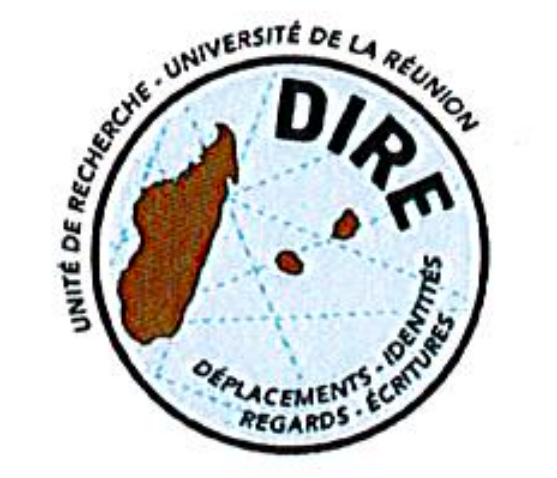 UNITÉ DE RECHERCHE - UNIVERSITÉ DE LA RÉUNION
DIRE
DÉPLACEMENTS - IDENTITÉS
REGARDS - ÉCRITURES